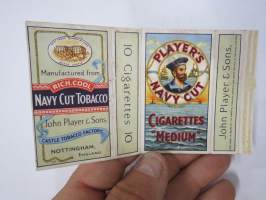 Manufactured from
RICH, COOL
NAVY CUT TOBACCO
John Player & Sons,
CASTLE TOBACCO FACTORY,
NOTTINGHAM,
England
10 Cigarettes 10
PLAYER'S
NAVY CUT
CIGARETTES
"MEDIUM"
John Player & Sons.